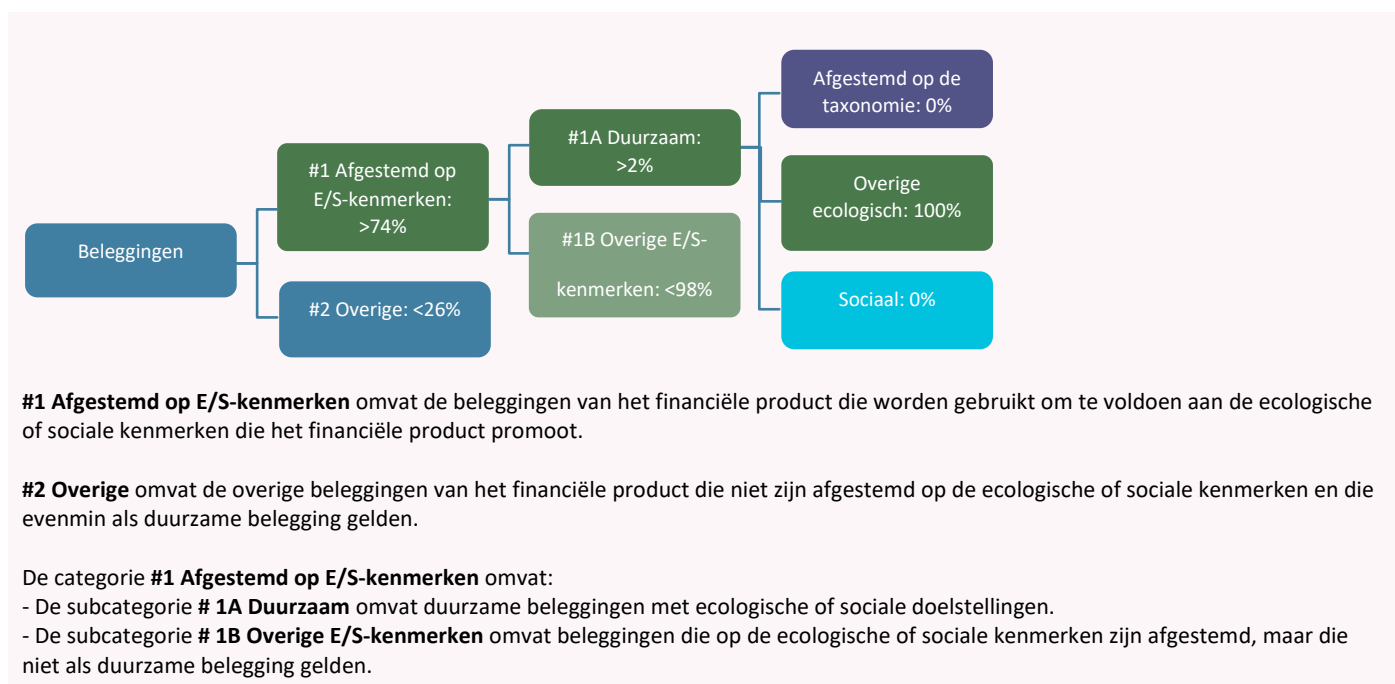 Beleggingen
#1 Afgestemd op
E/S-kenmerken:
>74%
#2 Overige: <26%
#1A Duurzaam:
>2%
#1B Overige E/S-
kenmerken: <98%
Afgestemd op de
taxonomie: 0%
Overige
ecologisch: 100%
Sociaal: 0%
#1 Afgestemd op E/S-kenmerken omvat de beleggingen van het financiële product die worden gebruikt om te voldoen aan de ecologische
of sociale kenmerken die het financiële product promoot.
#2 Overige omvat de overige beleggingen van het financiële product die niet zijn afgestemd op de ecologische of sociale kenmerken en die
evenmin als duurzame belegging gelden.
De categorie #1 Afgestemd op E/S-kenmerken omvat:
- De subcategorie # 1A Duurzaam omvat duurzame beleggingen met ecologische of sociale doelstellingen.
- De subcategorie # 1B Overige E/S-kenmerken omvat beleggingen die op de ecologische of sociale kenmerken zijn afgestemd, maar die
niet als duurzame belegging gelden.